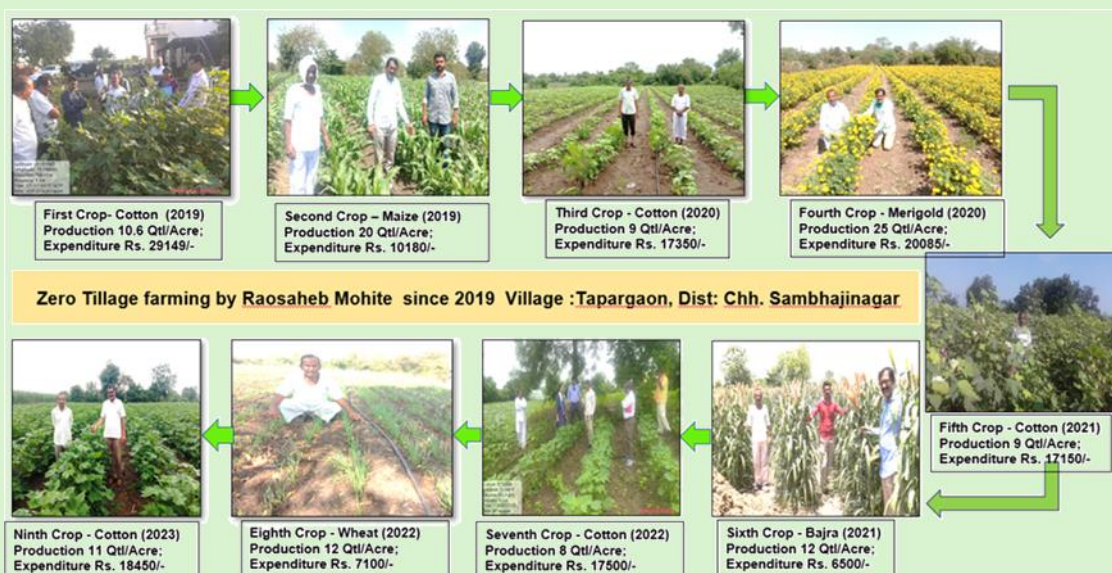 First Crop- Cotton (2019)
Production 10.6 Qtl/Acre;
Expenditure Rs. 29149/-
Second Crop – Maize (2019)
Production 20 Qtl/Acre;
Expenditure Rs. 10180/-
Third Crop - Cotton (2020)
Production 9 Qtl/Acre;
Expenditure Rs. 17350/-
Fourth Crop - Merigold (2020)
Production 25 Qtl/Acre;
Expenditure Rs. 20085/-
Zero Tillage farming by Raosaheb Mohite since 2019 Village :Tapargaon, Dist: Chh. Sambhajinagar
Fifth Crop - Cotton (2021)
Production 9 Qtl/Acre;
Expenditure Rs. 17150/-
Sixth Crop - Bajra (2021)
Production 12 Qtl/Acre;
Expenditure Rs. 6500/-
Seventh Crop - Cotton (2022)
Production 8 Qtl/Acre;
Expenditure Rs. 17500/-
Eighth Crop - Wheat (2022)
Production 12 Qtl/Acre;
Expenditure Rs. 7100/-
Ninth Crop - Cotton (2023)
Production 11 Qtl/Acre;
Expenditure Rs. 18450/-